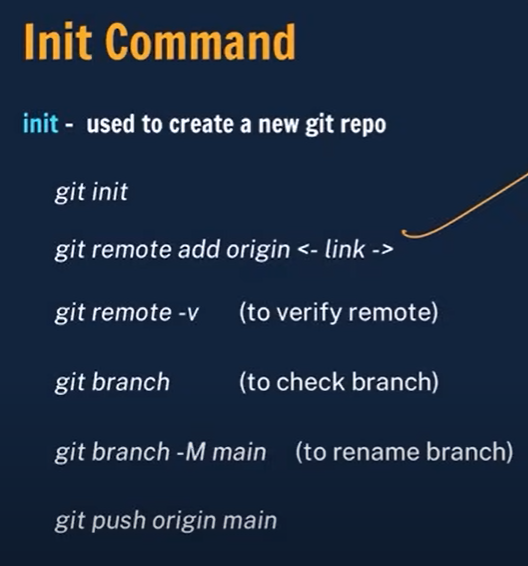 Init Command
init - used to create a new git repo
git init
git remote add origin <- link ->
git remote -v (to verify remote)
git branch (to check branch)
git branch -M main (to rename branch)
git push origin main